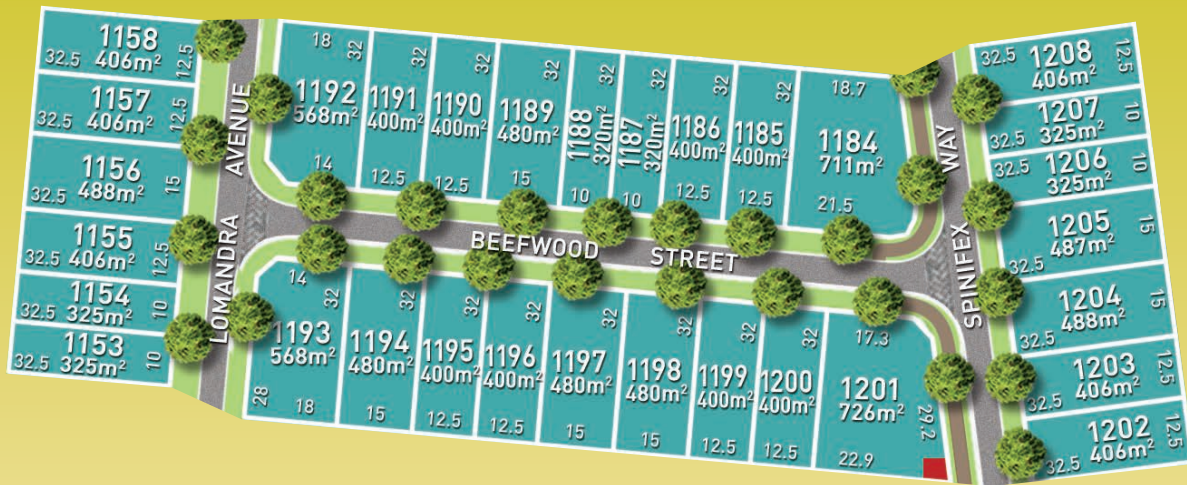 1158
32.5 406m² 12.5
1157
32.5 406m² 12.5
1156
32.5 488m² 15
1155
32.5 406m² 12.5
1154
32.5 325m² 10
1153
32.5 325m² 10
LOMANDRA AVENUE
18 32
1192
568m²
14
32
1191
400m²
12.5
32
1190
400m²
12.5
32
1189
480m²
15
32
1188
320m²
10
32
1187
320m²
10
32
1186
400m²
12.5
32
1185
400m²
12.5
18.7
1184
711m²
21.5
BEEFWOOD STREET
14 32
1193
568m²
28 18
32
1194
480m²
15
32
1195
400m²
12.5
32
1196
400m²
12.5
32
1197
480m²
15
32
1198
480m²
15
32
1199
400m²
12.5
32
1200
400m²
12.5
17.3
1201
726m²
29.2
22.9
SPINIFEX WAY
32.5 1208 12.5
406m²
1207 10
32.5 325m²
32.5 1206 10
325m²
1205 15
32.5 487m²
1204 15
32.5 488m²
1203 12.5
32.5 406m²
1202 12.5
32.5 406m²